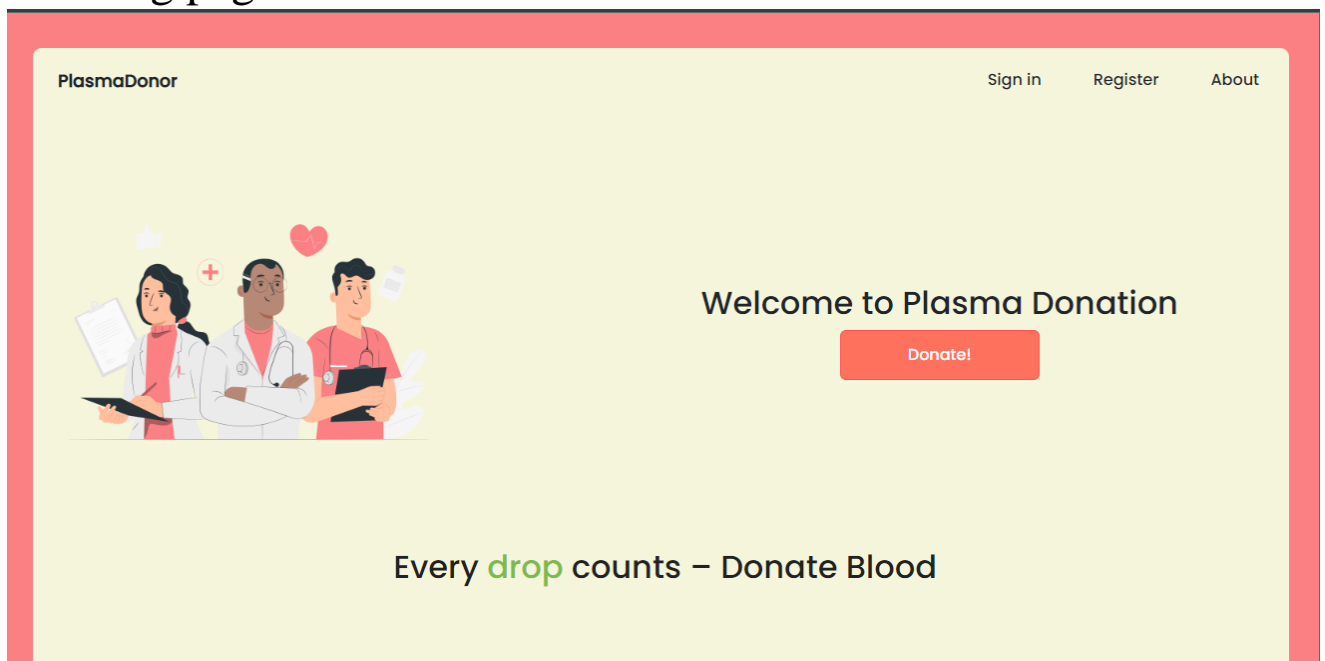 PlasmaDonor
Sign in Register About
Welcome to Plasma Donation
Donate!
Every drop counts – Donate Blood